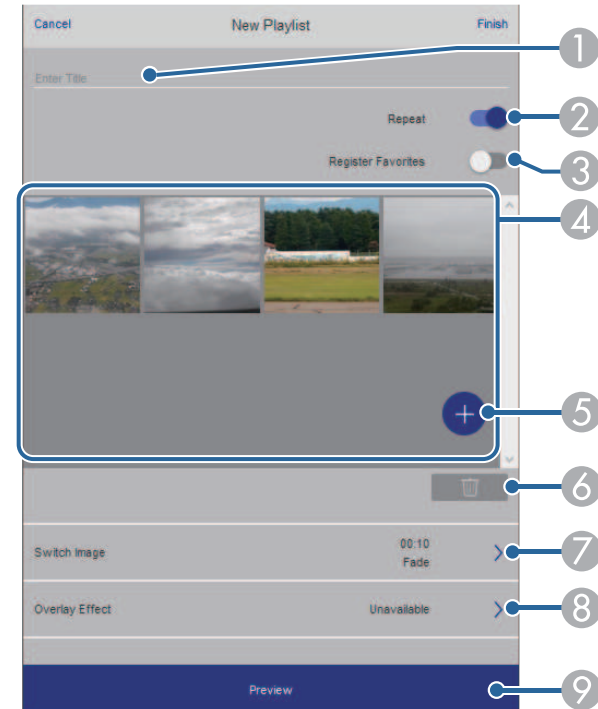 Cancel New Playlist Finish
1
Enter Title
Repeat
2
Register Favorites
3
4
5
6
00:10
Switch Image
Fade
7
Overlay Effect Unavailable
8
Preview
9